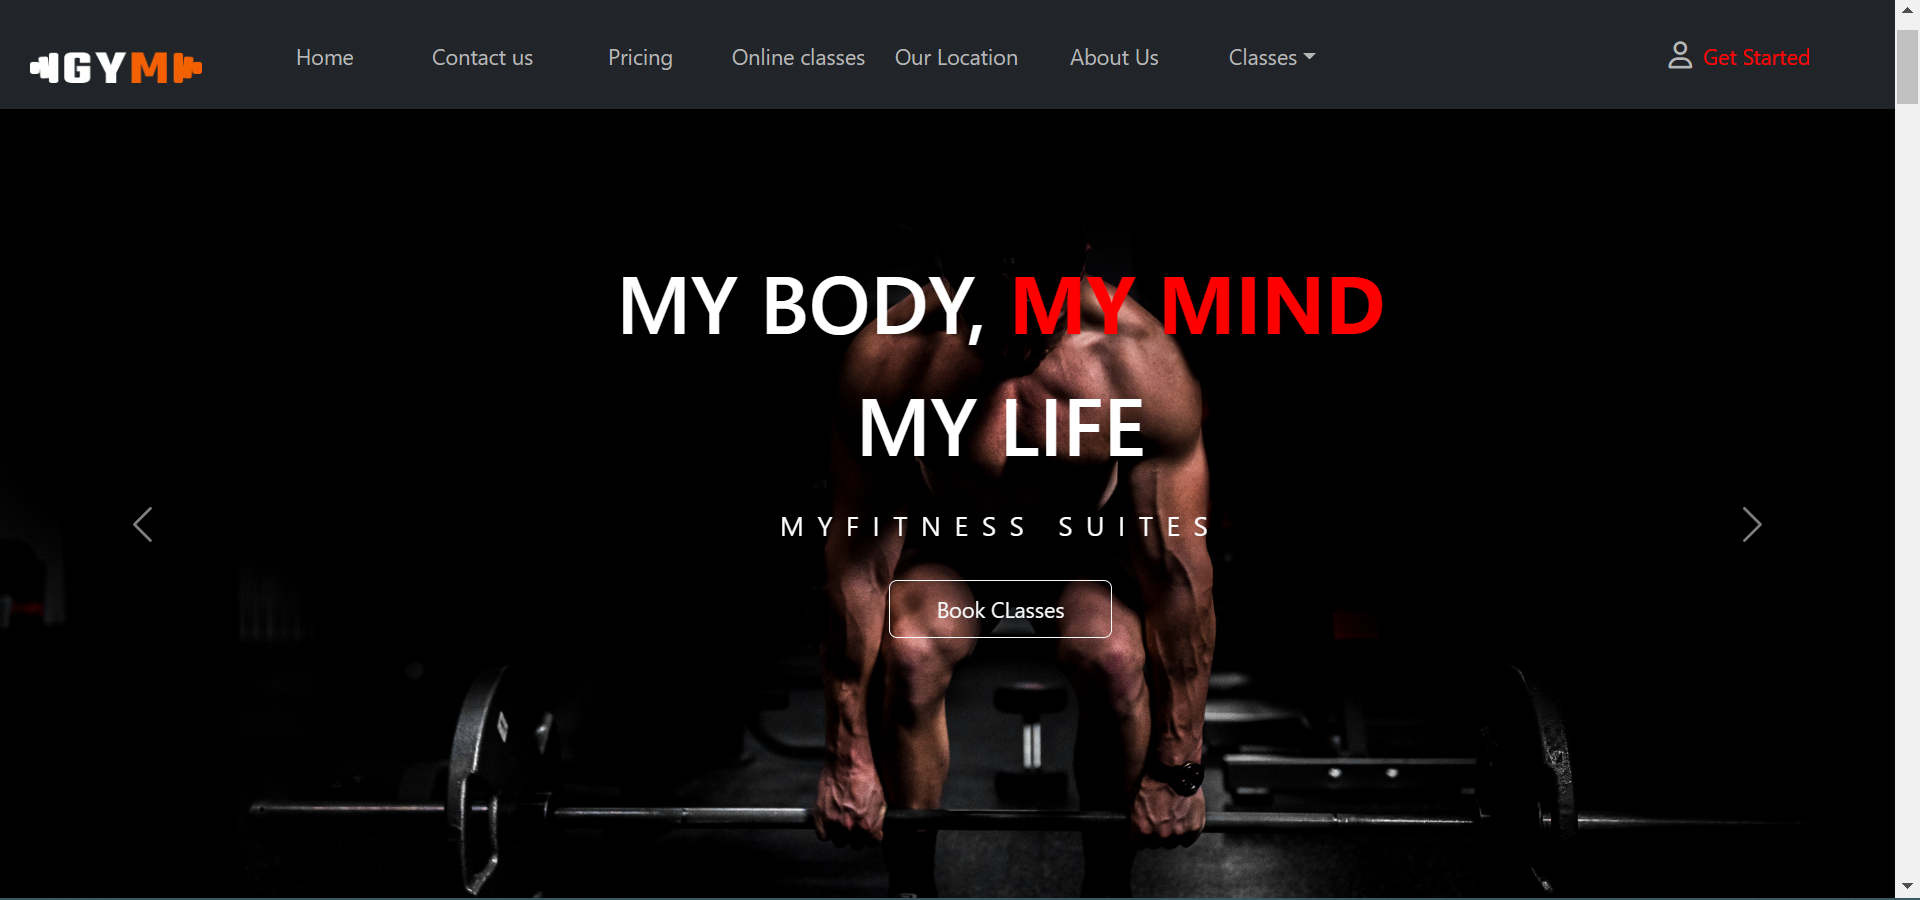 GYM
Home
Contact us
Pricing
Online classes
Our Location
About Us
Classes
Get Started
MY BODY, MY MIND
MY LIFE
MYFITNESS SUITES
Book CLasses